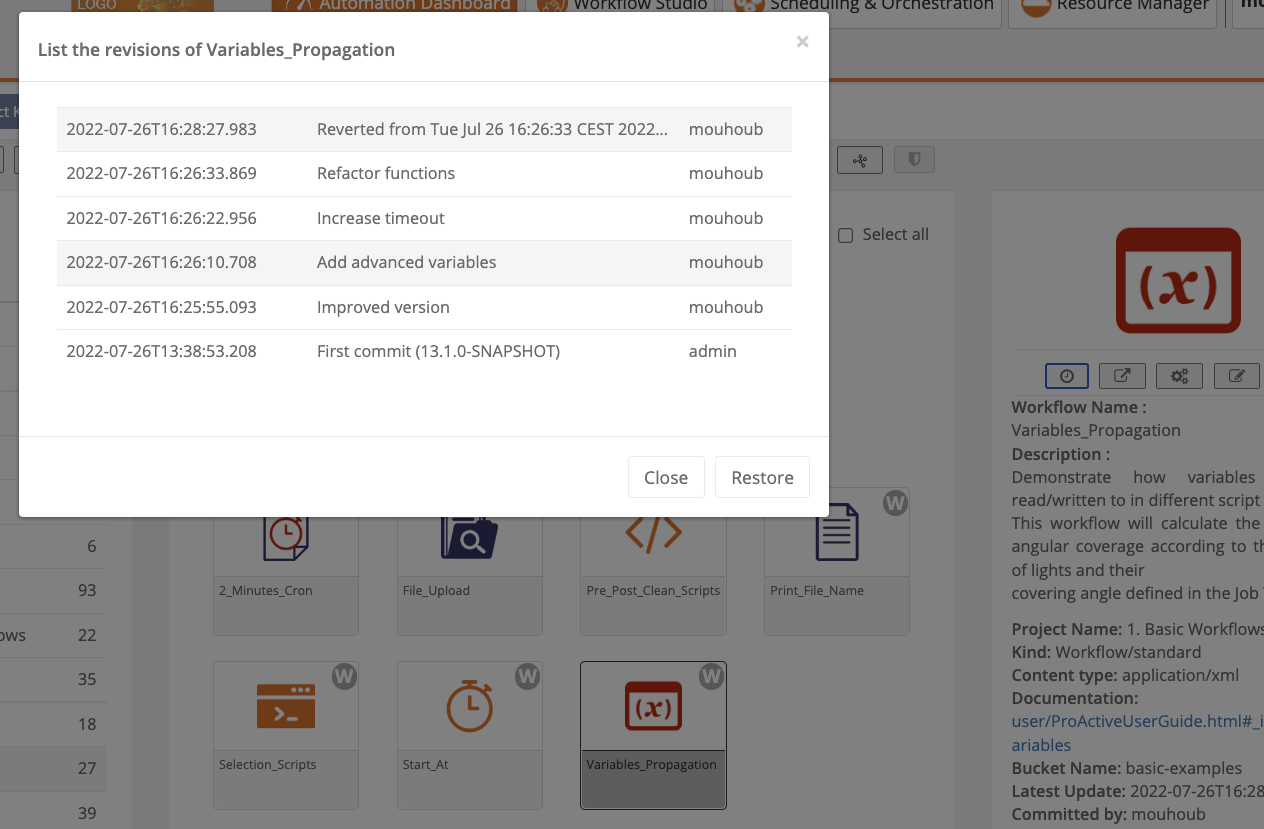 LOGO
Automation Dashboard
Workflow Studio
Scheduling & Orchestration
Resource Manager
List the revisions of Variables_Propagation
×
2022-07-26T16:28:27.983 Reverted from Tue Jul 26 16:26:33 CEST 2022... mouhoub
2022-07-26T16:26:33.869 Refactor functions mouhoub
2022-07-26T16:26:22.956 Increase timeout mouhoub
2022-07-26T16:26:10.708 Add advanced variables mouhoub
2022-07-26T16:25:55.093 Improved version mouhoub
2022-07-26T13:38:53.208 First commit (13.1.0-SNAPSHOT) admin
Close Restore
Select all
6
93
ows 22
35
18
27
39
W
2_Minutes_Cron
File_Upload
Pre_Post_Clean_Scripts
Print_File_Name
W
W
W
(x)
Selection_Scripts
Start_At
Variables_Propagation
(x)
Workflow Name :
Variables_Propagation
Description :
Demonstrate how variables
read/written to in different script
This workflow will calculate the
angular coverage according to th
of lights and their
covering angle defined in the Job
Project Name: 1. Basic Workflows
Kind: Workflow/standard
Content type: application/xml
Documentation:
user/ProActiveUserGuide.html#_i
ariables
Bucket Name: basic-examples
Latest Update: 2022-07-26T16:28
Committed by: mouhoub